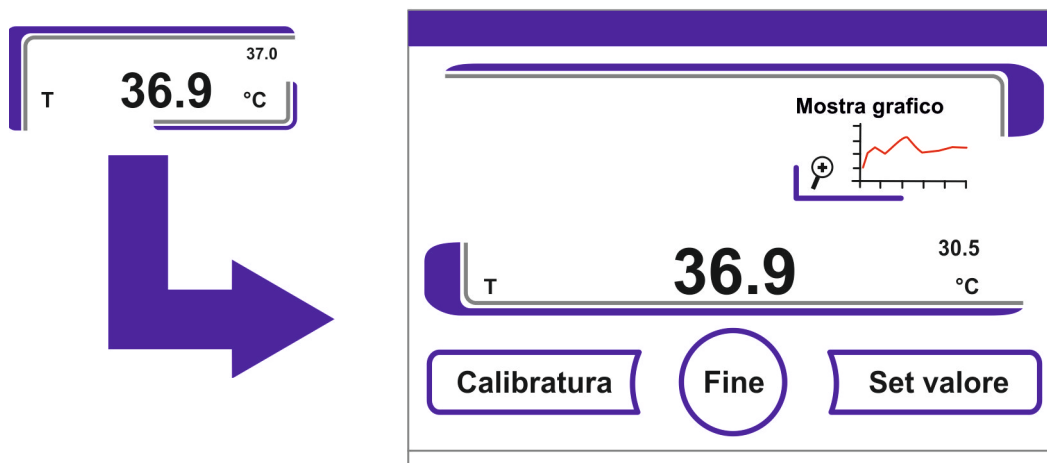 37.0
T 36.9 °C
Mostra grafico
30.5
T 36.9 °C
Calibratura Fine Set valore